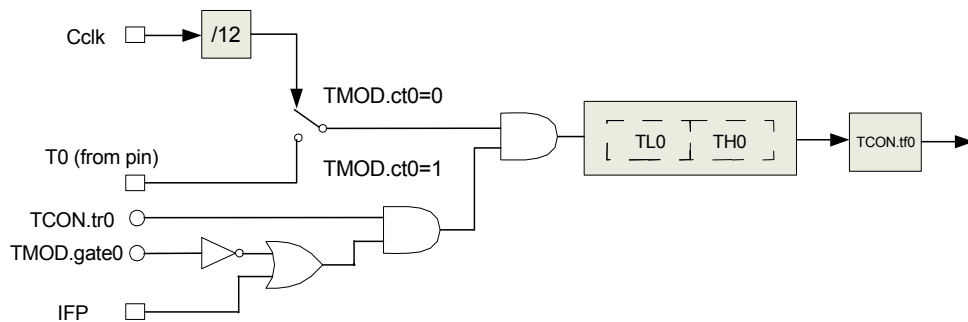 Cclk
/12
TMOD.ct0=0
T0 (from pin)
TMOD.ct0=1
TL0
TH0
TCON.tf0
TCON.tr0
TMOD.gate0
IFP